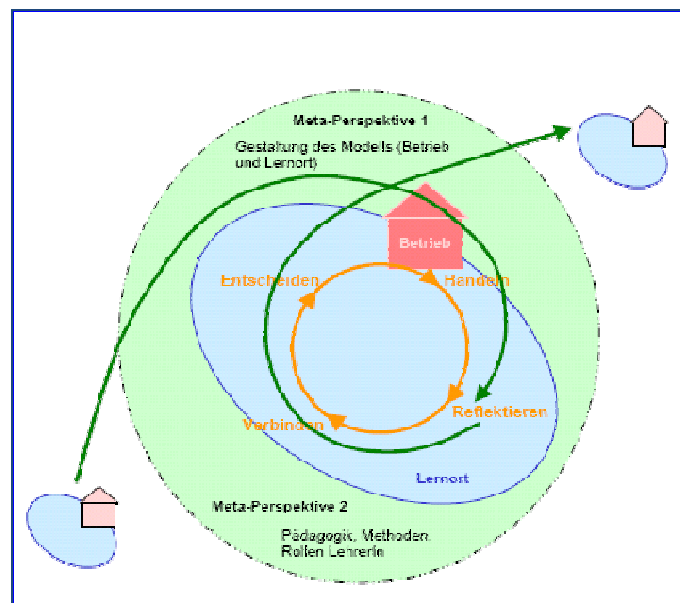 Meta-Perspektive 1
Gestaltung des Modells (Betrieb
und Lernort)
Betrieb
Entscheiden
Handeln
Reflektieren
Verbinden
Lernort
Meta-Perspektive 2
Pädagogik, Methoden,
Rollen LehrerIn